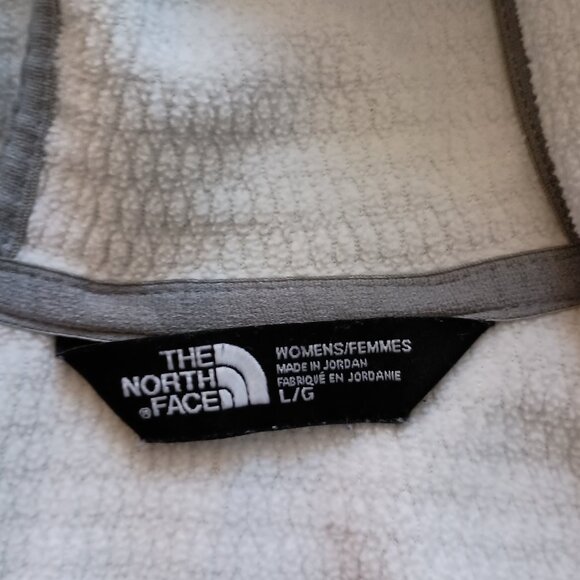 THE
NORTH
® FACE
WOMENS/FEMMES
MADE IN JORDAN
FABRIQUÉ EN JORDANIE
L/G